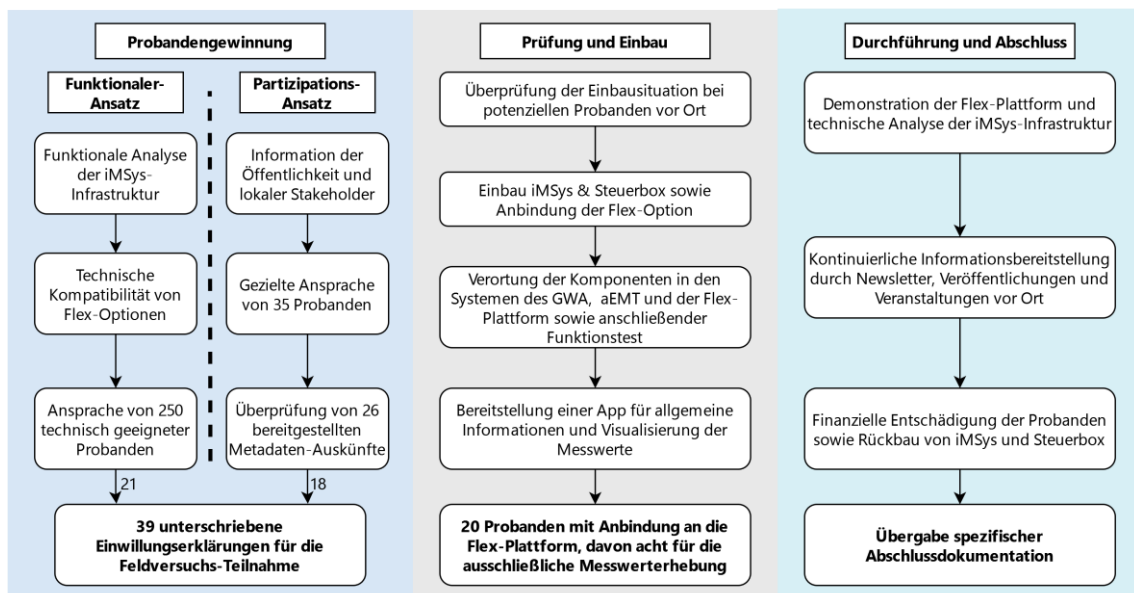 Probandengewinnung
Funktionaler-
Ansatz
Funktionale Analyse
der iMSys-
Infrastruktur
Technische
Kompatibilität von
Flex-Optionen
Ansprache von 250
technisch geeigneter
Probanden
21
Partizipations-
Ansatz
Information der
Öffentlichkeit und
lokaler Stakeholder
Gezielte Ansprache
von 35 Probanden
Überprüfung von 26
bereitgestellten
Metadaten-Auskünfte
18
39 unterschriebene
Einwillungserklärungen für die
Feldversuchs-Teilnahme
Prüfung und Einbau
Überprüfung der Einbausituation bei
potenziellen Probanden vor Ort
Einbau iMSys & Steuerbox sowie
Anbindung der Flex-Option
Verortung der Komponenten in den
Systemen des GWA, aEMT und der Flex-
Plattform sowie anschließender
Funktionstest
Bereitstellung einer App für allgemeine
Informationen und Visualisierung der
Messwerte
20 Probanden mit Anbindung an die
Flex-Plattform, davon acht für die
ausschließliche Messwerterhebung
Durchführung und Abschluss
Demonstration der Flex-Plattform und
technische Analyse der iMSys-Infrastruktur
Kontinuierliche Informationsbereitstellung
durch Newsletter, Veröffentlichungen und
Veranstaltungen vor Ort
Finanzielle Entschädigung der Probanden
sowie Rückbau von iMSys und Steuerbox
Übergabe spezifischer
Abschlussdokumentation